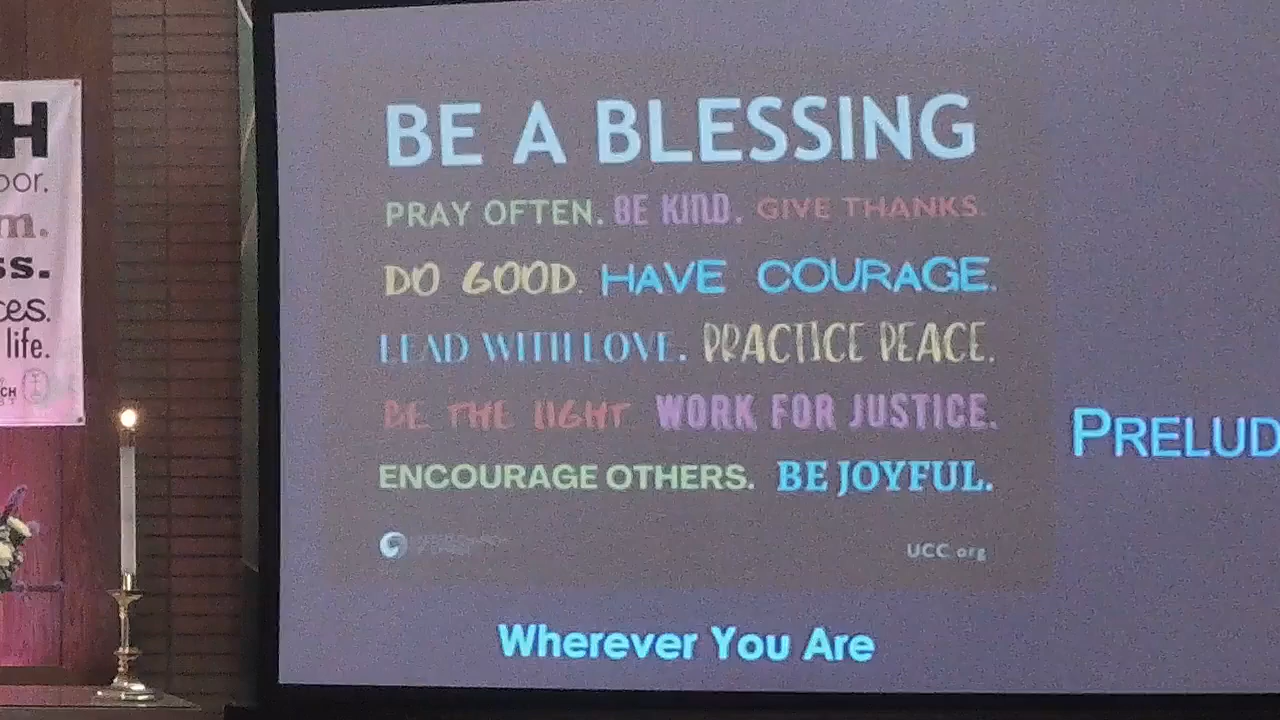 H
oor.
m.
ss.
ces.
life.
CH
BE A BLESSING
PRAY OFTEN. BE KIND. GIVE THANKS.
DO GOOD. HAVE COURAGE.
LEAD WITH LOVE. PRACTICE PEACE.
BE THE LIGHT WORK FOR JUSTICE.
ENCOURAGE OTHERS. BE JOYFUL.
UCC.org
Wherever You Are
PRELUD